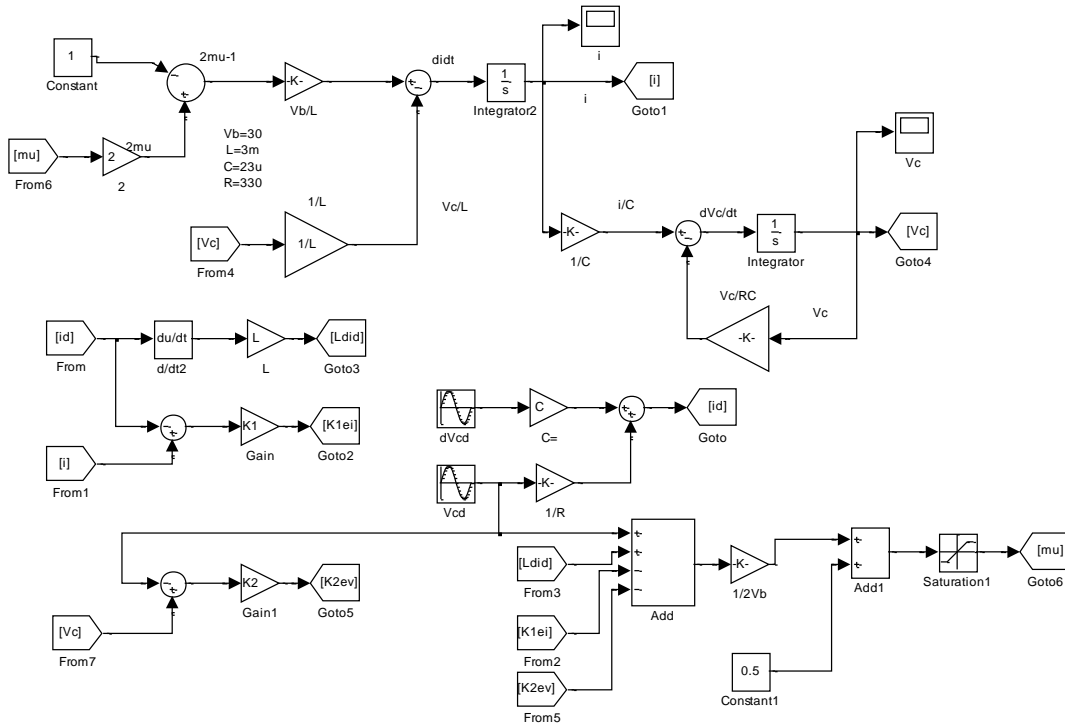 1
Constant
2mu-1
-K-
Vb/L
didt
1
s
Integrator2
i
i
[i]
Goto1
[mu]
From6
2
2mu
2
Vb=30
L=3m
C=23u
R=330
1/L
1/L
Vc/L
[Vc]
From4
-K-
1/C
i/C
dVc/dt
1
s
Integrator
Vc
[Vc]
Goto4
Vc/RC
-K-
Vc
[id]
From
du/dt
d/dt2
L
L
[Ldid]
Goto3
K1
Gain
[K1ei]
Goto2
[i]
From1
dVcd
C
C=
[id]
Goto
Vcd
-K-
1/R
K2
Gain1
[K2ev]
Goto5
[Vc]
From7
[Ldid]
From3
[K1ei]
From2
[K2ev]
From5
Add
-K-
1/2Vb
0.5
Constant1
Add1
Saturation1
[mu]
Goto6